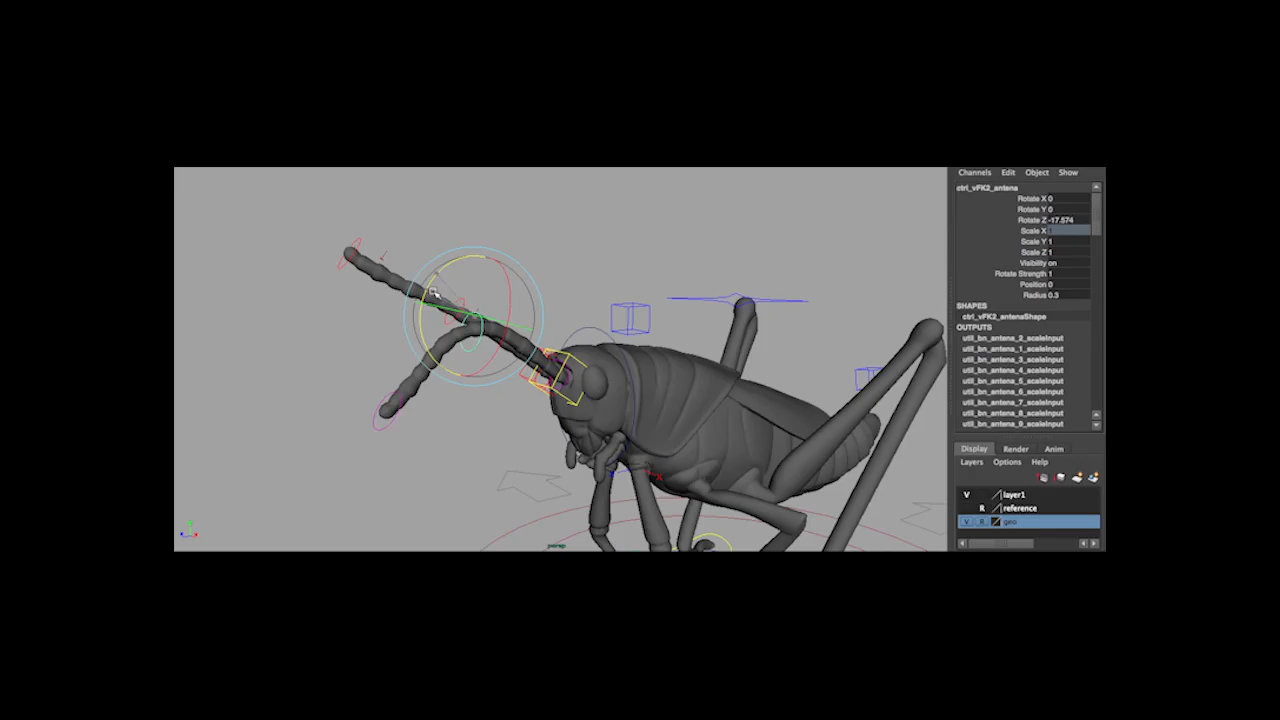 Channels Edit Object Show
ctrl_vFK2_antena
Rotate X 0
Rotate Y 0
Rotate Z -17.574
Scale X
Scale Y 1
Scale Z 1
Visibility on
Rotate Strength 1
Position 0
Radius 0.3
SHAPES
ctrl_vFK2_antenaShape
OUTPUTS
util_bn_antena_2_scaleInput
util_bn_antena_1_scaleInput
util_bn_antena_3_scaleInput
util_bn_antena_4_scaleInput
util_bn_antena_5_scaleInput
util_bn_antena_6_scaleInput
util_bn_antena_7_scaleInput
util_bn_antena_8_scaleInput
util_bn_antena_9_scaleInput
Display Render Anim
Layers Options Help
V layer1
R reference
V R geo
X
persp